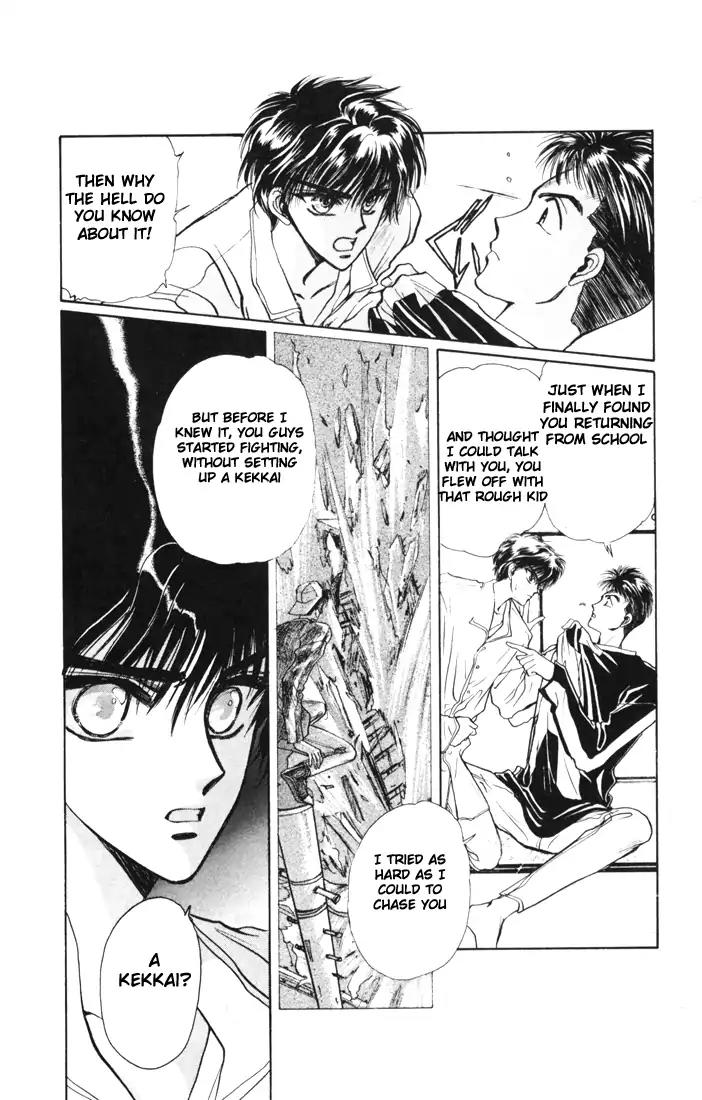 THEN WHY
THE HELL DO
YOU KNOW
ABOUT IT!
JUST WHEN I
FINALLY FOUND
YOU RETURNING
FROM SCHOOL
AND THOUGHT
I COULD TALK
WITH YOU, YOU
FLEW OFF WITH
THAT ROUGH KID
I TRIED AS
HARD AS I
COULD TO
CHASE YOU
BUT BEFORE I
KNEW IT, YOU GUYS
STARTED FIGHTING,
WITHOUT SETTING
UP A KEKKAI
A
KEKKAI?